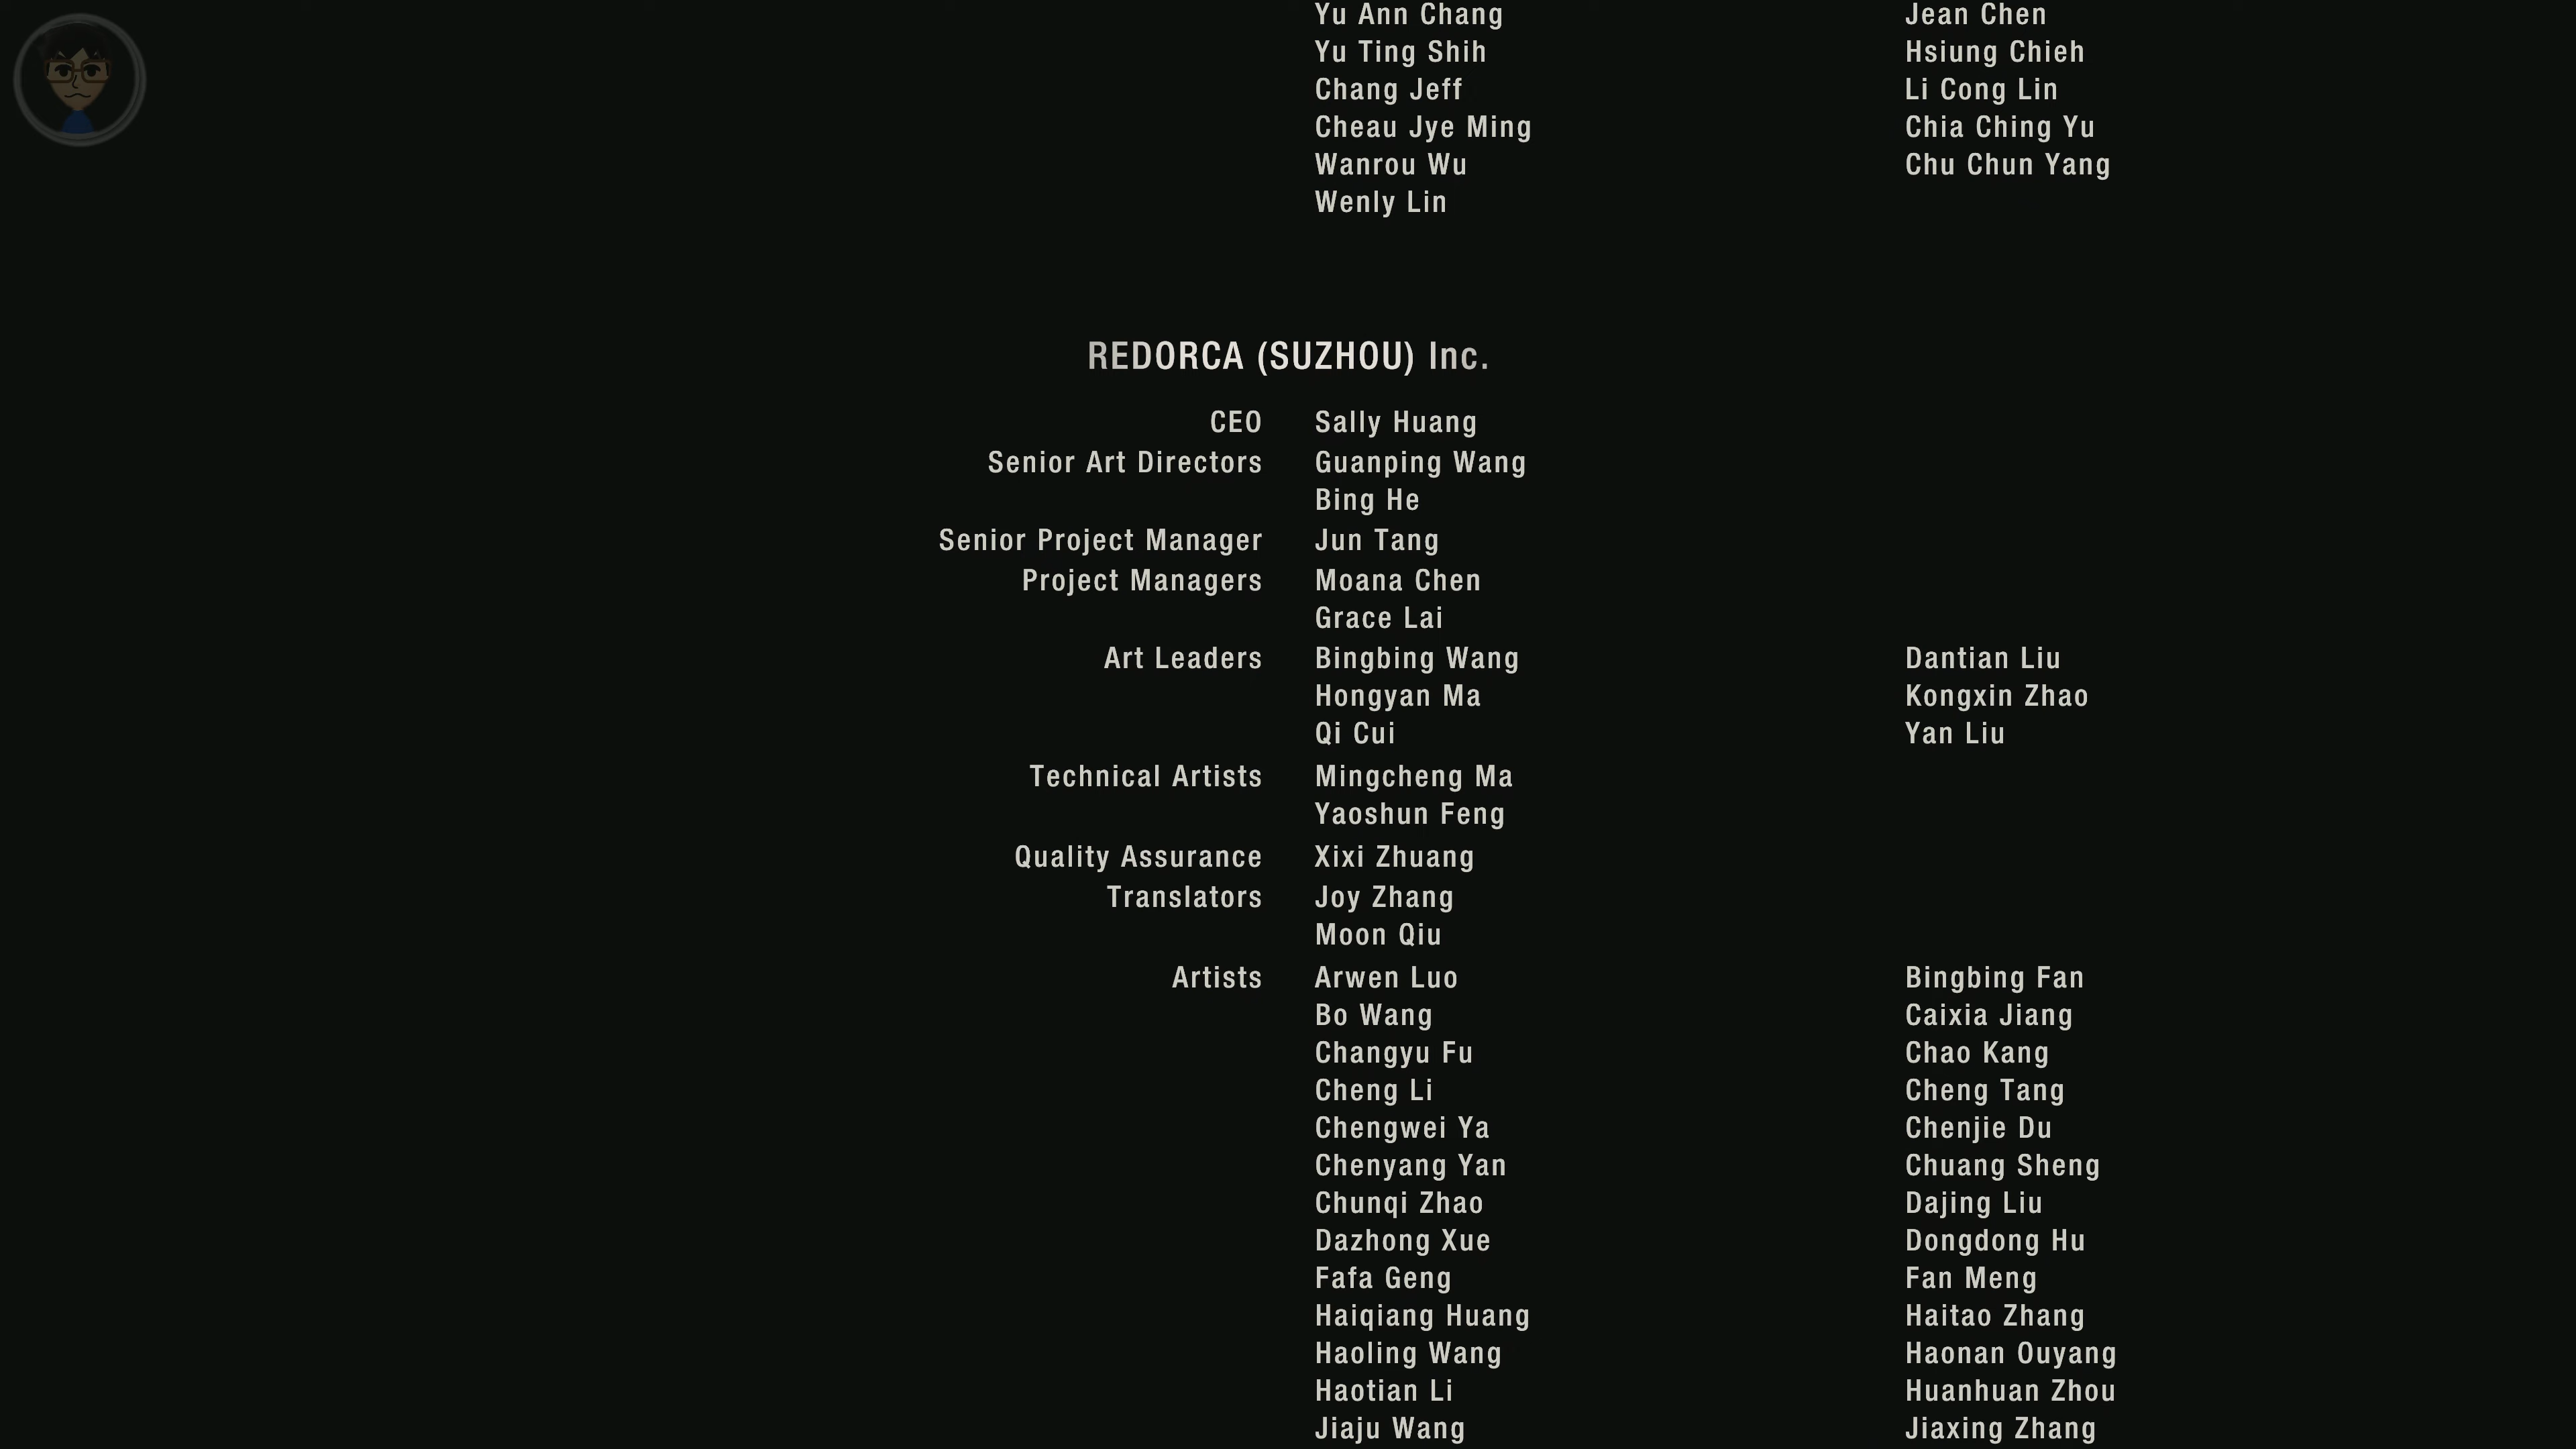 Yu Ann Chang Jean Chen
Yu Ting Shih Hsiung Chieh
Chang Jeff Li Cong Lin
Cheau Jye Ming Chia Ching Yu
Wanrou Wu Chu Chun Yang
Wenly Lin
REDORCA (SUZHOU) Inc.
CEO Sally Huang
Senior Art Directors Guanping Wang
Bing He
Senior Project Manager Jun Tang
Project Managers Moana Chen
Grace Lai
Art Leaders Bingbing Wang Dantian Liu
Hongyan Ma Kongxin Zhao
Qi Cui Yan Liu
Technical Artists Mingcheng Ma
Yaoshun Feng
Quality Assurance Xixi Zhuang
Translators Joy Zhang
Moon Qiu
Artists Arwen Luo Bingbing Fan
Bo Wang Caixia Jiang
Changyu Fu Chao Kang
Cheng Li Cheng Tang
Chengwei Ya Chenjie Du
Chenyang Yan Chuang Sheng
Chunqi Zhao Dajing Liu
Dazhong Xue Dongdong Hu
Fafa Geng Fan Meng
Haiqiang Huang Haitao Zhang
Haoling Wang Haonan Ouyang
Haotian Li Huanhuan Zhou
Jiaju Wang Jiaxing Zhang